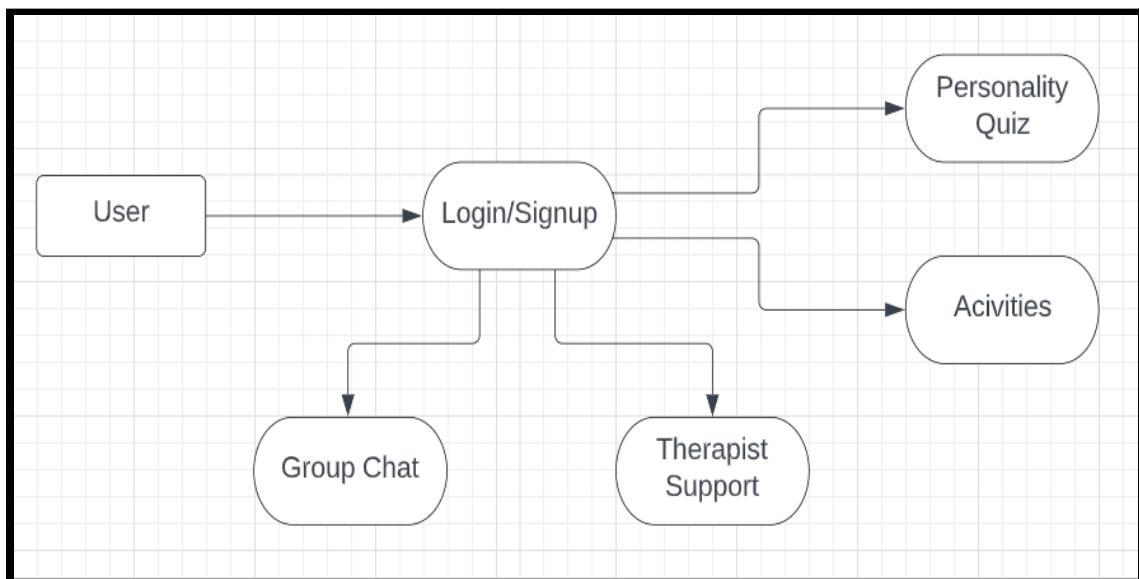 Personality
Quiz
User
Login/Signup
Acivities
Group Chat
Therapist
Support